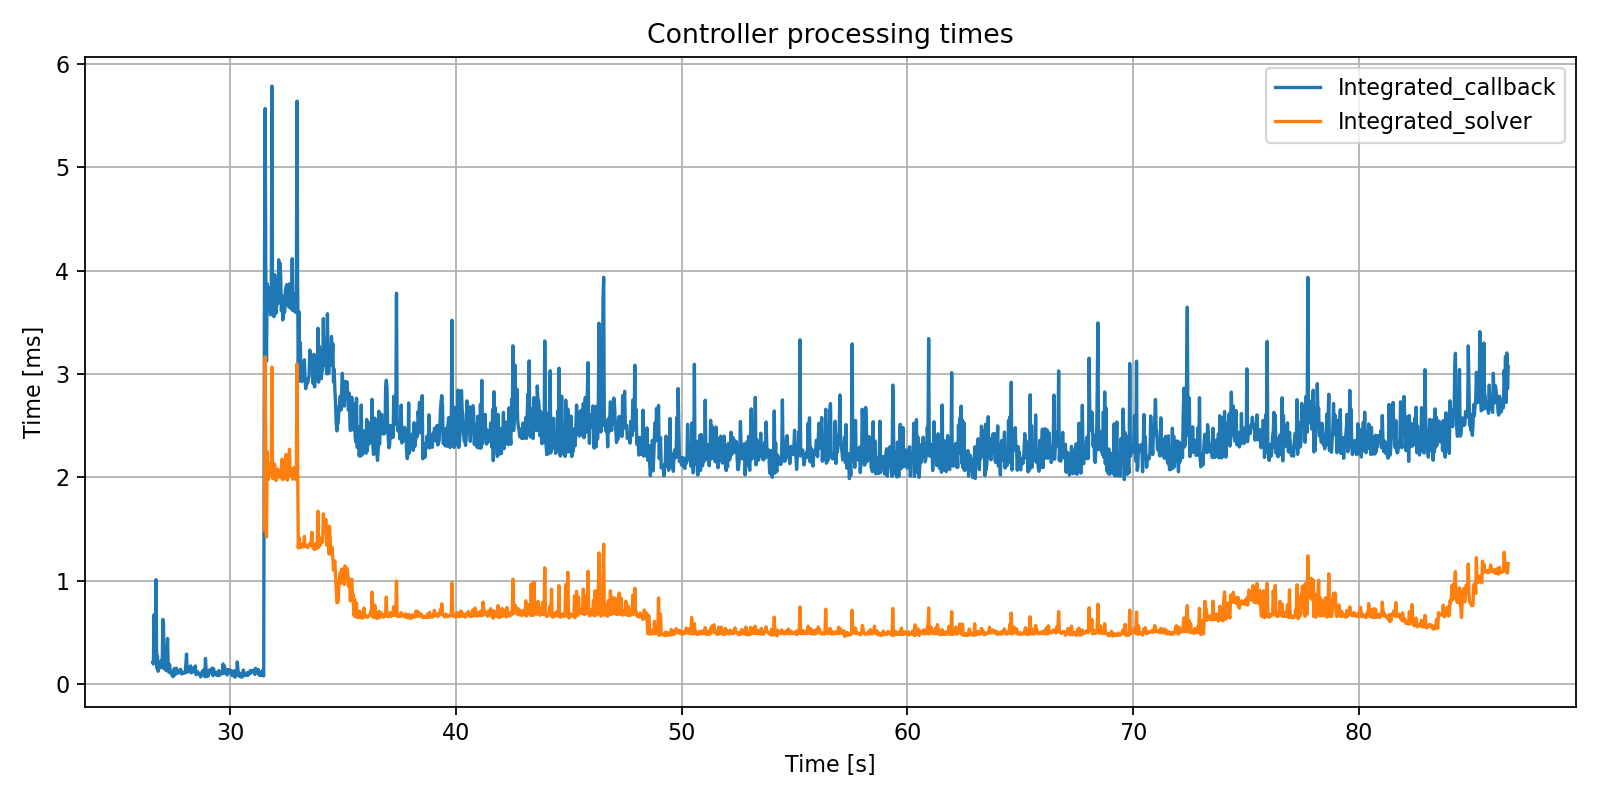 Controller processing times
Integrated_callback
Integrated_solver
Time [ms]
6
5
4
3
2
1
0
30 40 50 60 70 80
Time [s]